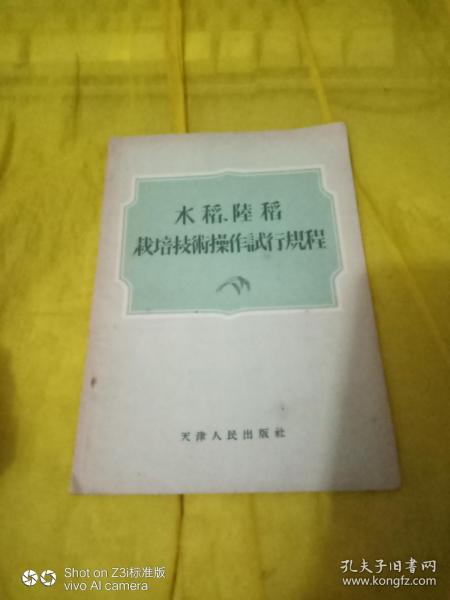 水稻、陸稻
栽培技術操作試行規程
天津人民出版社
Shot on Z3i标准版
vivo AI camera
孔夫子旧书网
www.kongfz.com